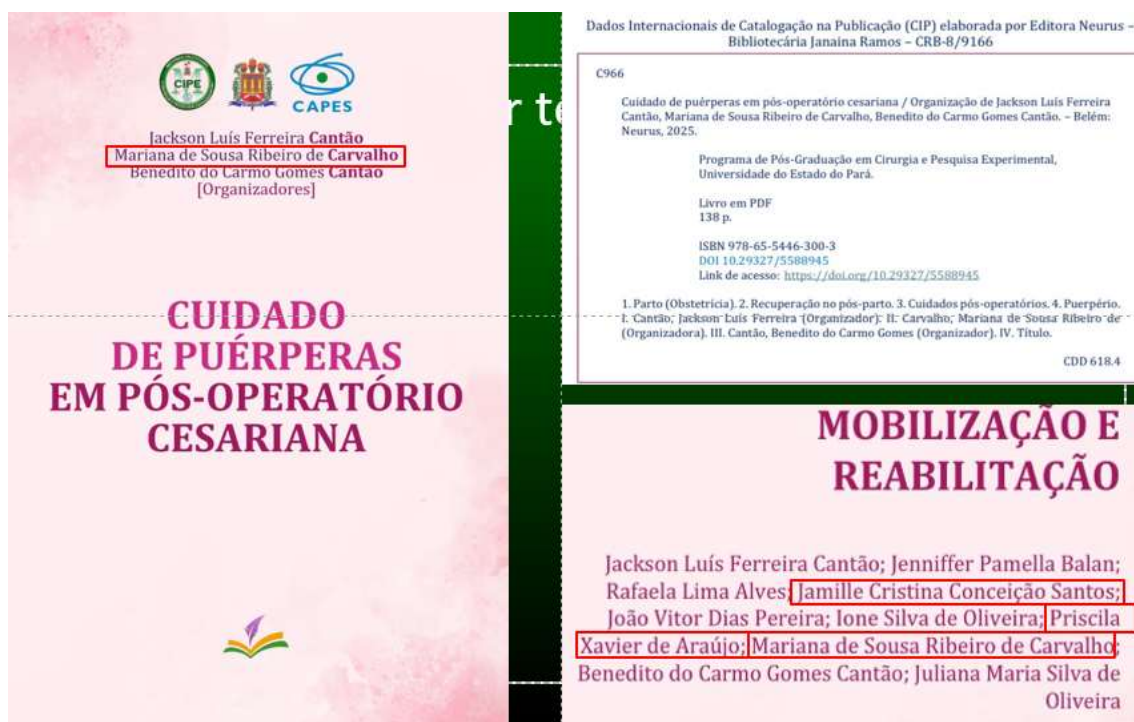 CIPE
CAPES
Jackson Luís Ferreira Cantão
Mariana de Sousa Ribeiro de Carvalho
Benedito do Carmo Gomes Cantão
[Organizadores]
CUIDADO
DE PUÉRPERAS
EM PÓS-OPERATÓRIO
CESARIANA
r te
Dados Internacionais de Catalogação na Publicação (CIP) elaborada por Editora Neurus –
Bibliotecária Janaina Ramos – CRB-8/9166
C966
Cuidado de puérperas em pós-operatório cesariana / Organização de Jackson Luís Ferreira
Cantão, Mariana de Sousa Ribeiro de Carvalho, Benedito do Carmo Gomes Cantão. – Belém:
Neurus, 2025.
Programa de Pós-Graduação em Cirurgia e Pesquisa Experimental,
Universidade do Estado do Pará.
Livro em PDF
138 p.
ISBN 978-65-5446-300-3
DOI 10.29327/5588945
Link de acesso: https://doi.org/10.29327/5588945
1. Parto (Obstetrícia). 2. Recuperação no pós-parto. 3. Cuidados pós-operatórios. 4. Puerpério.
I. Cantão, Jackson Luís Ferreira (Organizador). II. Carvalho, Mariana de Sousa Ribeiro de
(Organizadora). III. Cantão, Benedito do Carmo Gomes (Organizador). IV. Título.
CDD 618.4
MOBILIZAÇÃO E
REABILITAÇÃO
Jackson Luís Ferreira Cantão; Jenniffer Pamella Balan;
Rafaela Lima Alves; Jamille Cristina Conceição Santos;
João Vitor Dias Pereira; Ione Silva de Oliveira; Priscila
Xavier de Araújo; Mariana de Sousa Ribeiro de Carvalho;
Benedito do Carmo Gomes Cantão; Juliana Maria Silva de
Oliveira